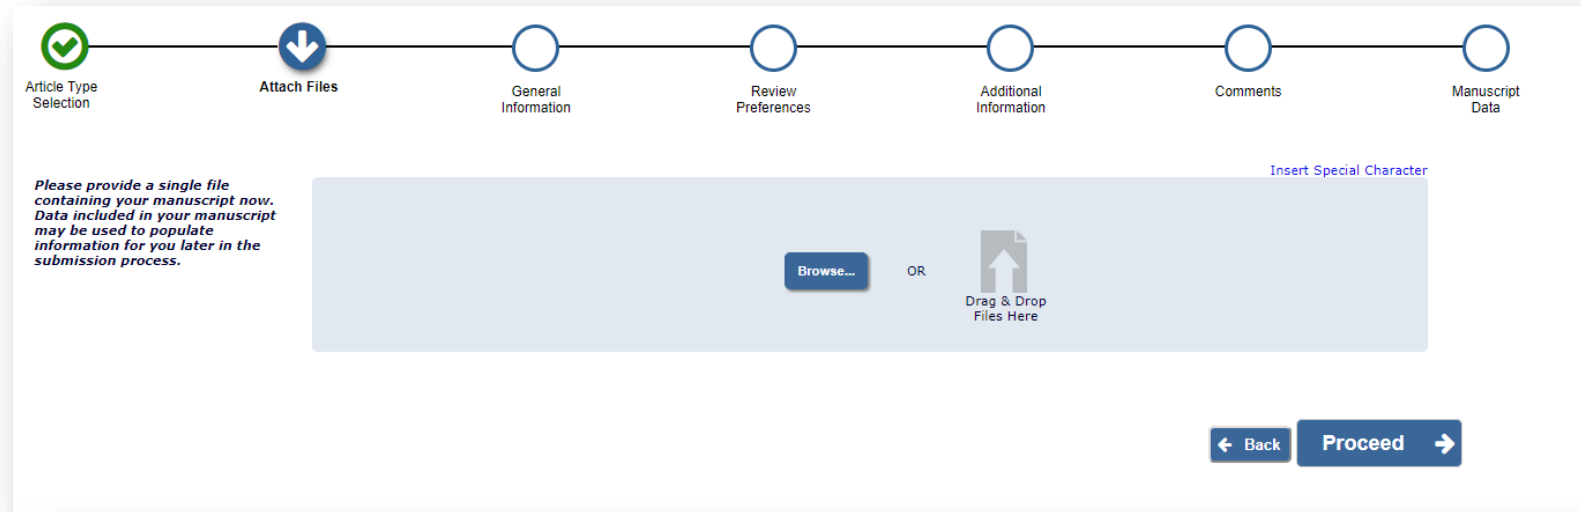 Article Type
Selection
Attach Files
General
Information
Review
Preferences
Additional
Information
Comments
Manuscript
Data
Insert Special Character
Please provide a single file
containing your manuscript now.
Data included in your manuscript
may be used to populate
information for you later in the
submission process.
Browse...
OR
Drag & Drop
Files Here
Back
Proceed